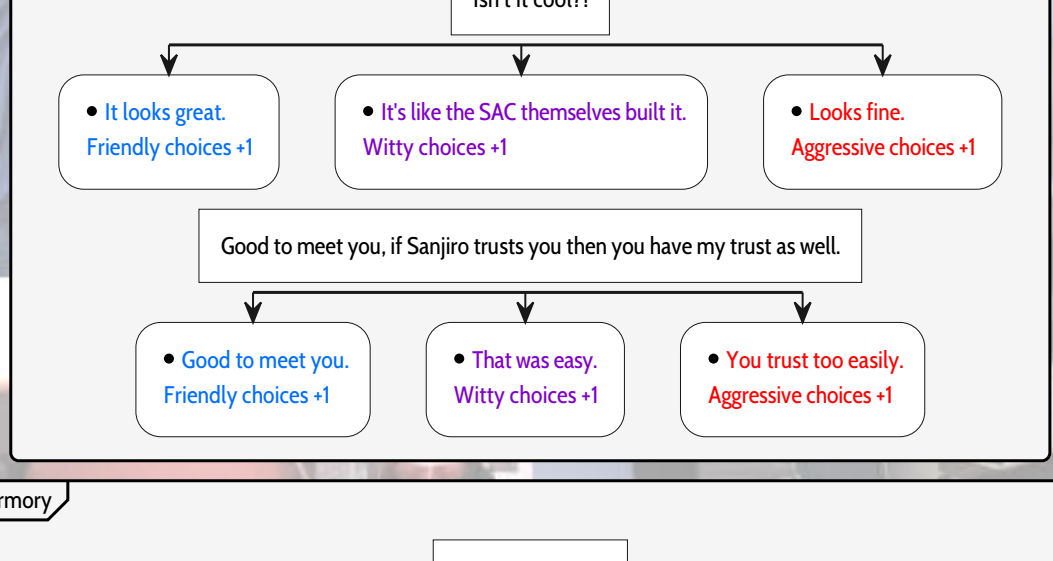 Isn't it cool??
It looks great.
Friendly choices +1
It's like the SAC themselves built it.
Witty choices +1
Looks fine.
Aggressive choices +1
Good to meet you, if Sanjiro trusts you then you have my trust as well.
Good to meet you.
Friendly choices +1
That was easy.
Witty choices +1
You trust too easily.
Aggressive choices +1
rmory